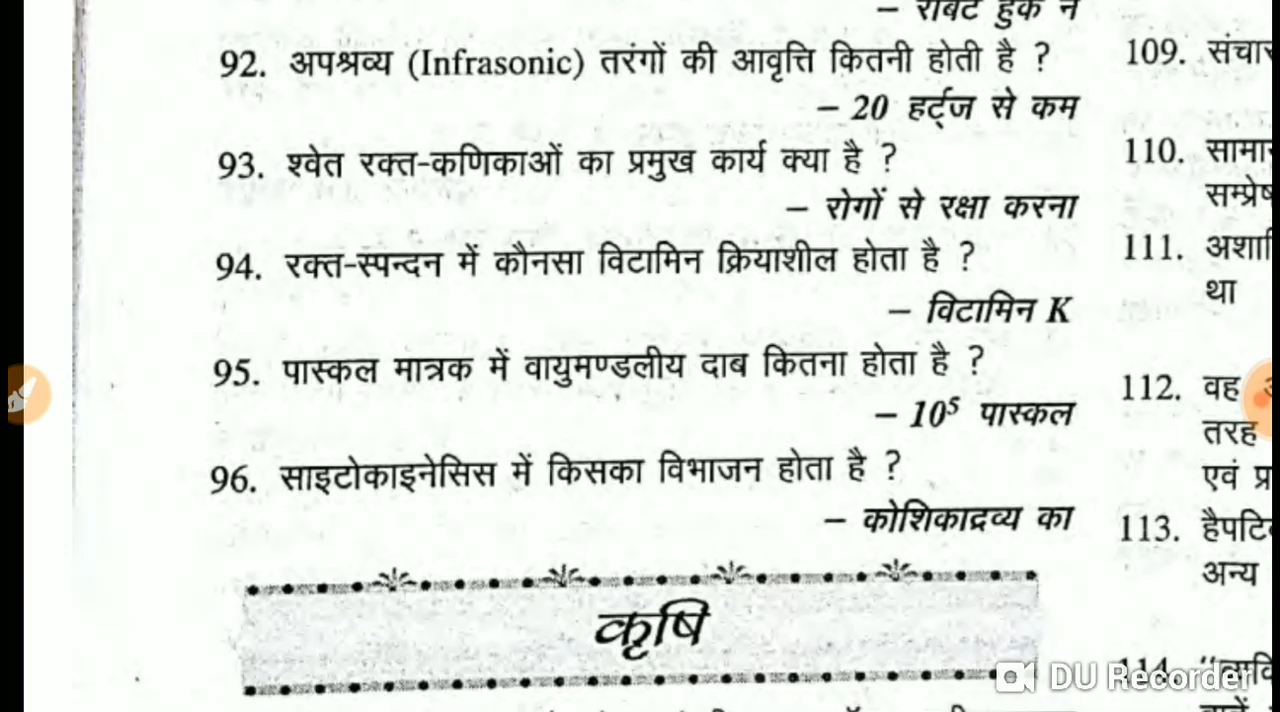 – रॉबर्ट हुक ने
92. अपश्रव्य (Infrasonic) तरंगों की आवृत्ति कितनी होती है ?
– 20 हर्ट्ज से कम
93. श्वेत रक्त-कणिकाओं का प्रमुख कार्य क्या है ?
– रोगों से रक्षा करना
94. रक्त-स्पन्दन में कौनसा विटामिन क्रियाशील होता है ?
– विटामिन K
95. पास्कल मात्रक में वायुमण्डलीय दाब कितना होता है ?
– 10⁵ पास्कल
96. साइटोकाइनेसिस में किसका विभाजन होता है ?
– कोशिकाद्रव्य का
कृषि
109.
110.
111.
था
112. वह
तरह
एवं
113.
अन्य
114.
DU Recorder